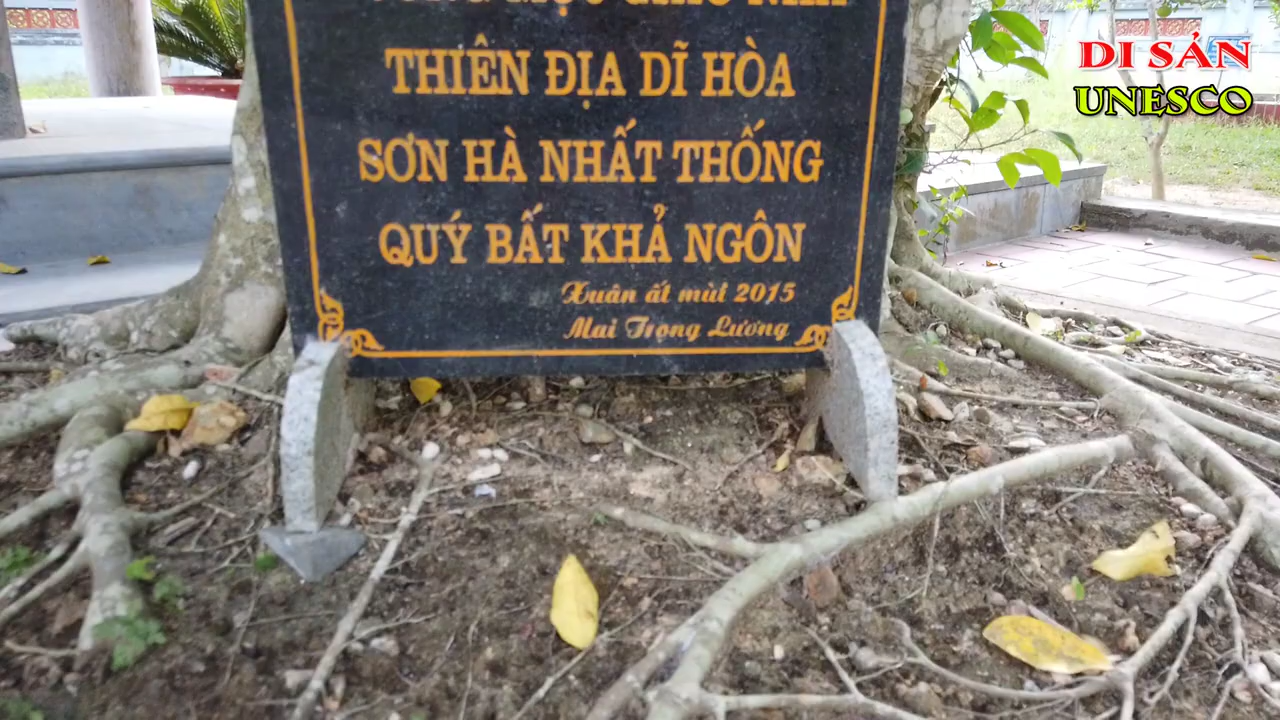 THIÊN ĐỊA DĨ HÒA
SƠN HÀ NHẤT THỐNG
QUÝ BẤT KHẢ NGÔN
Xuân ất mùi 2015
Mai Trọng Lương
DI SẢN
UNESCO